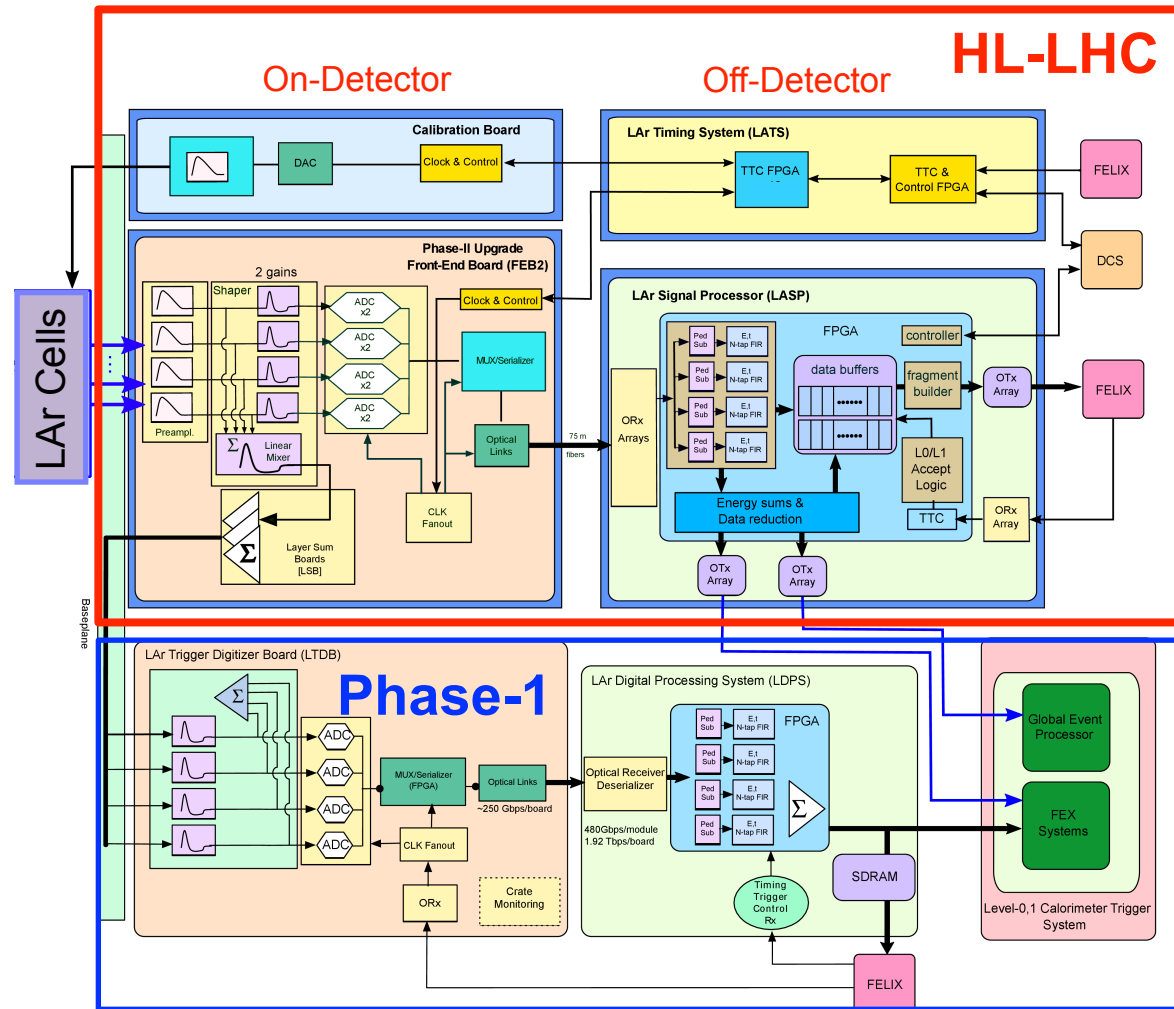 HL-LHC
On-Detector
Off-Detector
Calibration Board
DAC
Clock & Control
LAr Timing System (LATS)
TTC FPGA
TTC &
Control FPGA
FELIX
DCS
Phase-II Upgrade
Front-End Board (FEB2)
2 gains
Shaper
Clock & Control
ADC
x2
ADC
x2
ADC
x2
ADC
x2
MUX/Serializer
Preampl.
Σ
Linear
Mixer
Optical
Links
CLK
Fanout
Σ
Layer Sum
Boards
[LSB]
LAr Cells
Baseplane
75 m
fibers
LAr Signal Processor (LASP)
FPGA
controller
ORx
Arrays
Ped
Sub
E,t
N-tap FIR
Ped
Sub
E,t
N-tap FIR
Ped
Sub
E,t
N-tap FIR
Ped
Sub
E,t
N-tap FIR
data buffers
fragment
builder
OTx
Array
FELIX
L0/L1
Accept
Logic
TTC
ORx
Array
Energy sums &
Data reduction
OTx
Array
OTx
Array
LAr Trigger Digitizer Board (LTDB)
Phase-1
Σ
ADC
ADC
ADC
ADC
MUX/Serializer
(FPGA)
Optical Links
~250 Gbps/board
CLK Fanout
ORx
Crate
Monitoring
LAr Digital Processing System (LDPS)
FPGA
Optical Receiver
Deserializer
480Gbps/module
1.92 Tbps/board
Ped
Sub
E,t
N-tap FIR
Ped
Sub
E,t
N-tap FIR
Ped
Sub
E,t
N-tap FIR
Ped
Sub
E,t
N-tap FIR
Σ
Timing
Trigger
Control
Rx
SDRAM
FELIX
Global Event
Processor
FEX
Systems
Level-0,1 Calorimeter Trigger
System